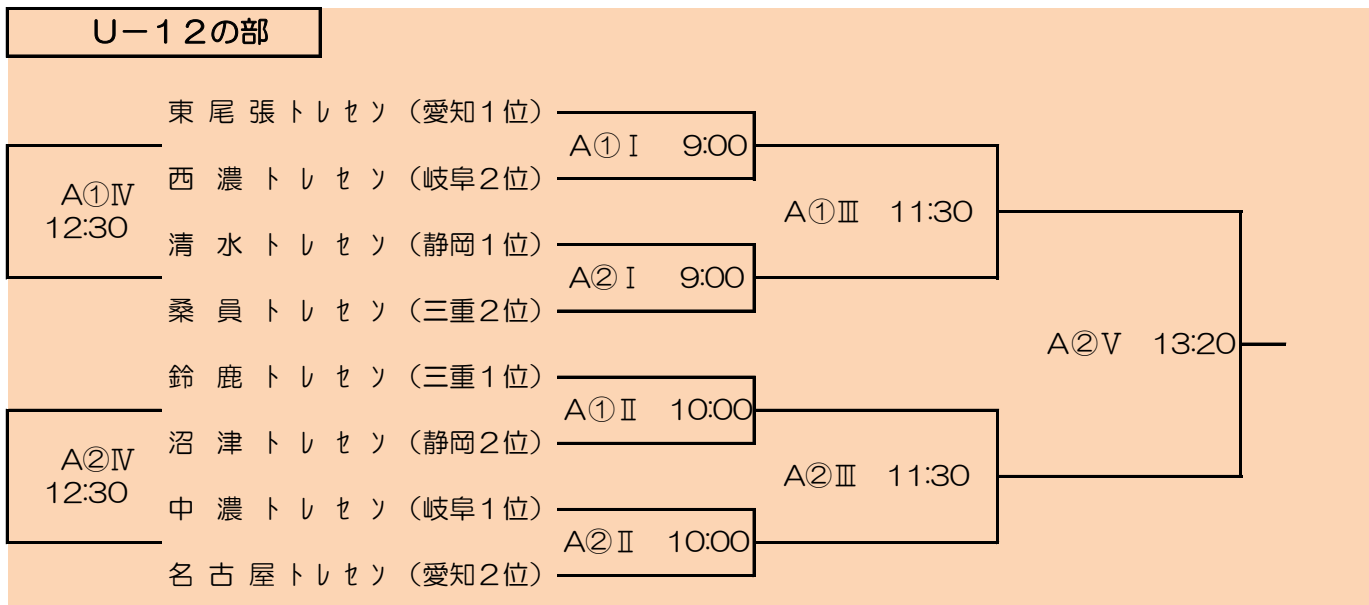 U－１２の部
東尾張トレセン（愛知１位）
A①Ⅰ 9:00
西濃トレセン（岐阜２位）
A①Ⅳ
12:30
A①Ⅲ 11:30
清水トレセン（静岡１位）
A②Ⅰ 9:00
桑員トレセン（三重２位）
A②Ⅴ 13:20
鈴鹿トレセン（三重１位）
A①Ⅱ 10:00
沼津トレセン（静岡２位）
A②Ⅳ
12:30
A②Ⅲ 11:30
中濃トレセン（岐阜１位）
A②Ⅱ 10:00
名古屋トレセン（愛知２位）